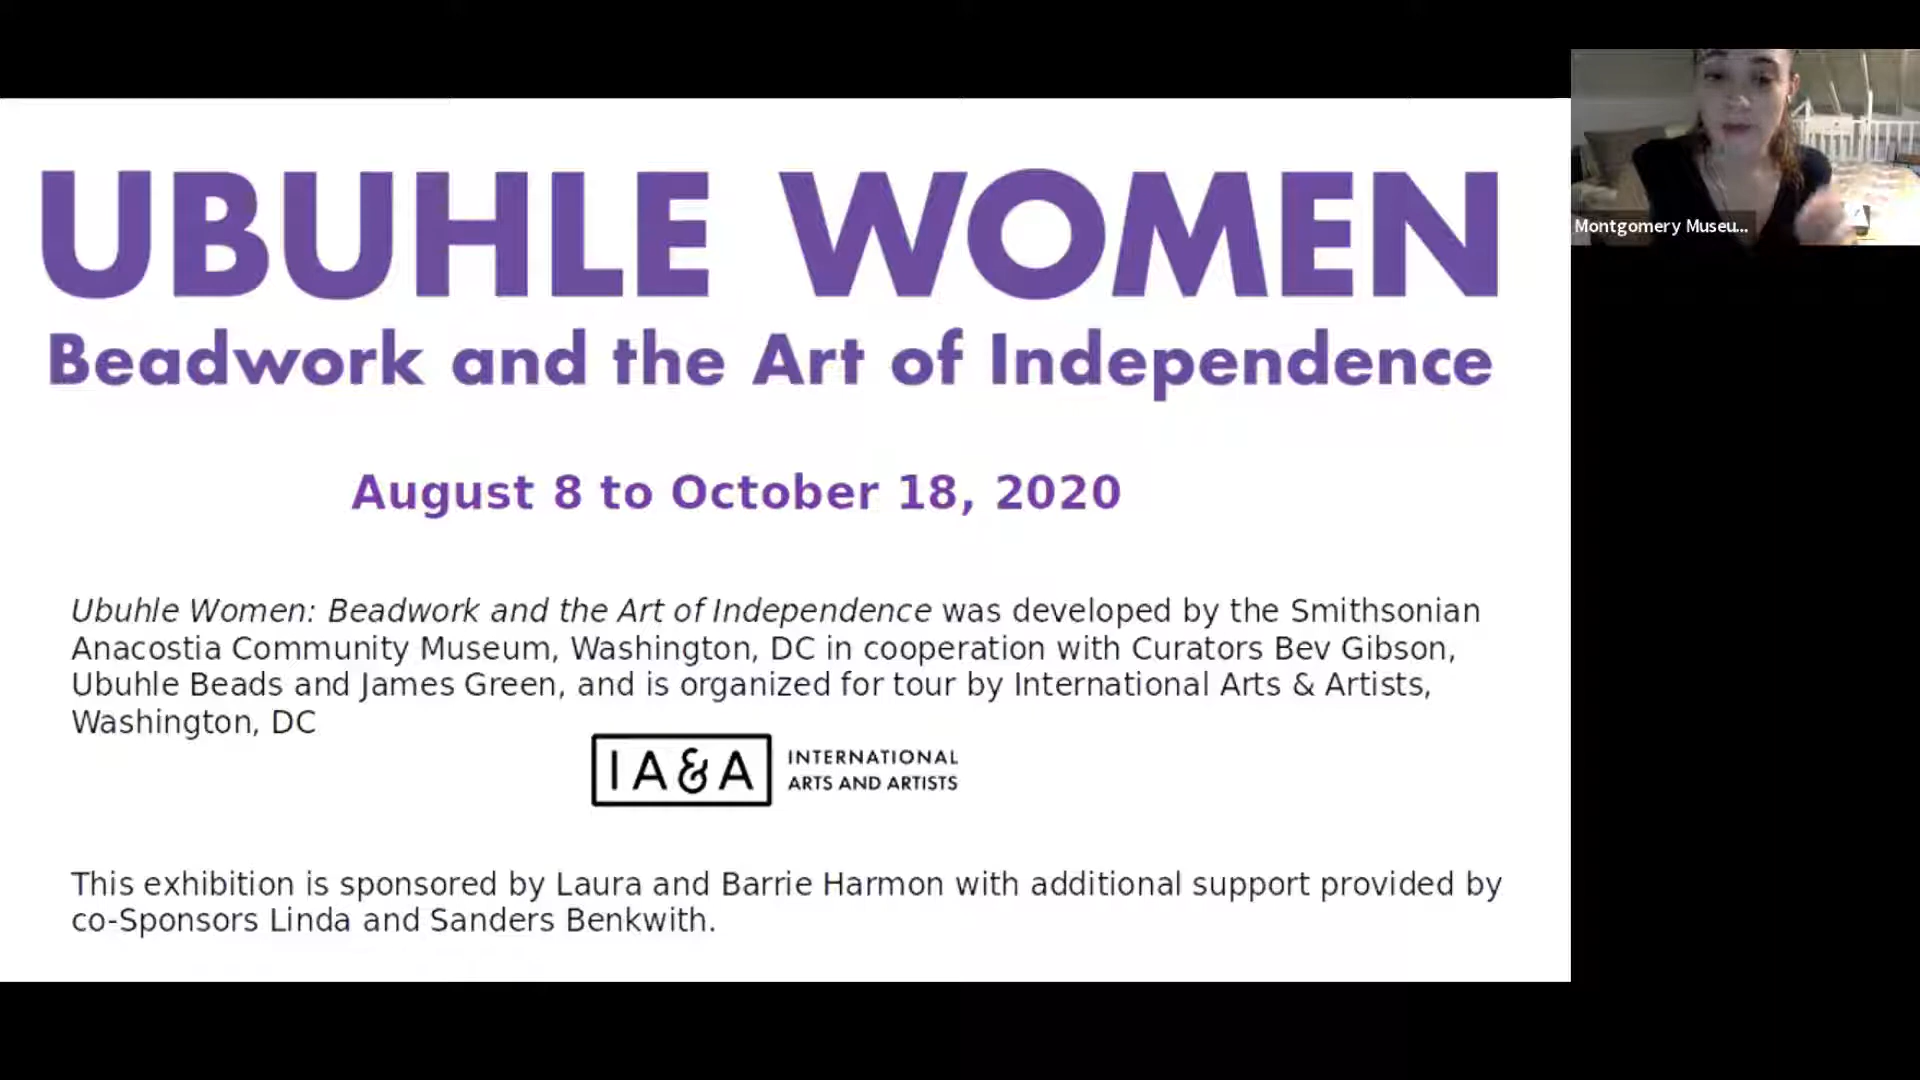 UBUHLE WOMEN
Beadwork and the Art of Independence
August 8 to October 18, 2020
Ubuhle Women: Beadwork and the Art of Independence was developed by the Smithsonian
Anacostia Community Museum, Washington, DC in cooperation with Curators Bev Gibson,
Ubuhle Beads and James Green, and is organized for tour by International Arts & Artists,
Washington, DC
IA&A
INTERNATIONAL
ARTS AND ARTISTS
This exhibition is sponsored by Laura and Barrie Harmon with additional support provided by
co-Sponsors Linda and Sanders Benkwith.
Montgomery Museu...